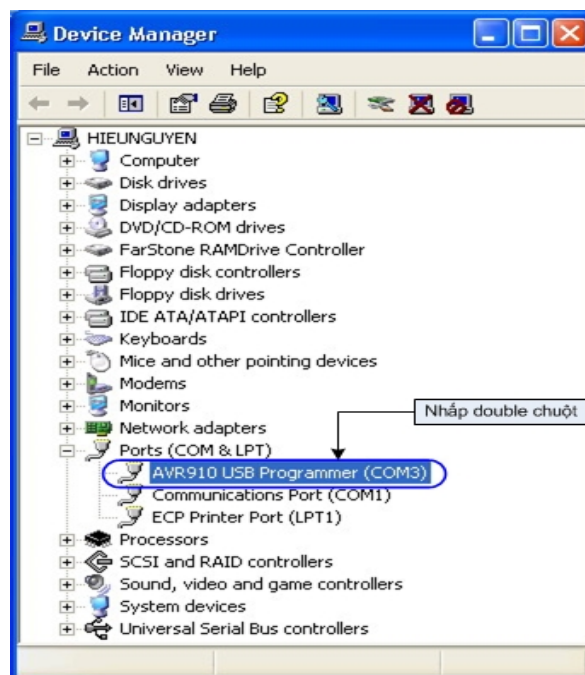 Device Manager
File Action View Help
HIEUNGUYEN
Computer
Disk drives
Display adapters
DVD/CD-ROM drives
FarStone RAMDrive Controller
Floppy disk controllers
Floppy disk drives
IDE ATA/ATAPI controllers
Keyboards
Mice and other pointing devices
Modems
Monitors
Nhắp double chuột
Network adapters
Ports (COM & LPT)
AVR910 USB Programmer (COM3)
Communications Port (COM1)
ECP Printer Port (LPT1)
Processors
SCSI and RAID controllers
Sound, video and game controllers
System devices
Universal Serial Bus controllers